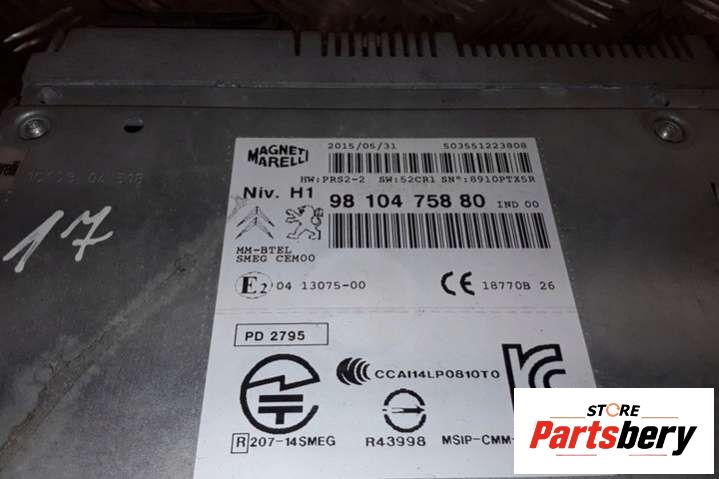 MAGNETI MARELLI 2015/05/31 503551223808
HW:PRS2-2 SW:52CR1 SN°:8910PTX5R
Niv. H1 98 104 758 80 IND 00
MM-BTEL
SMEG CEM00
E2 04 13075-00 CE 18770B 26
PD 2795
CCAI14LP0810T0
R 207-14SMEG R43998 MSIP-CMM-
17
STORE
Partsbery